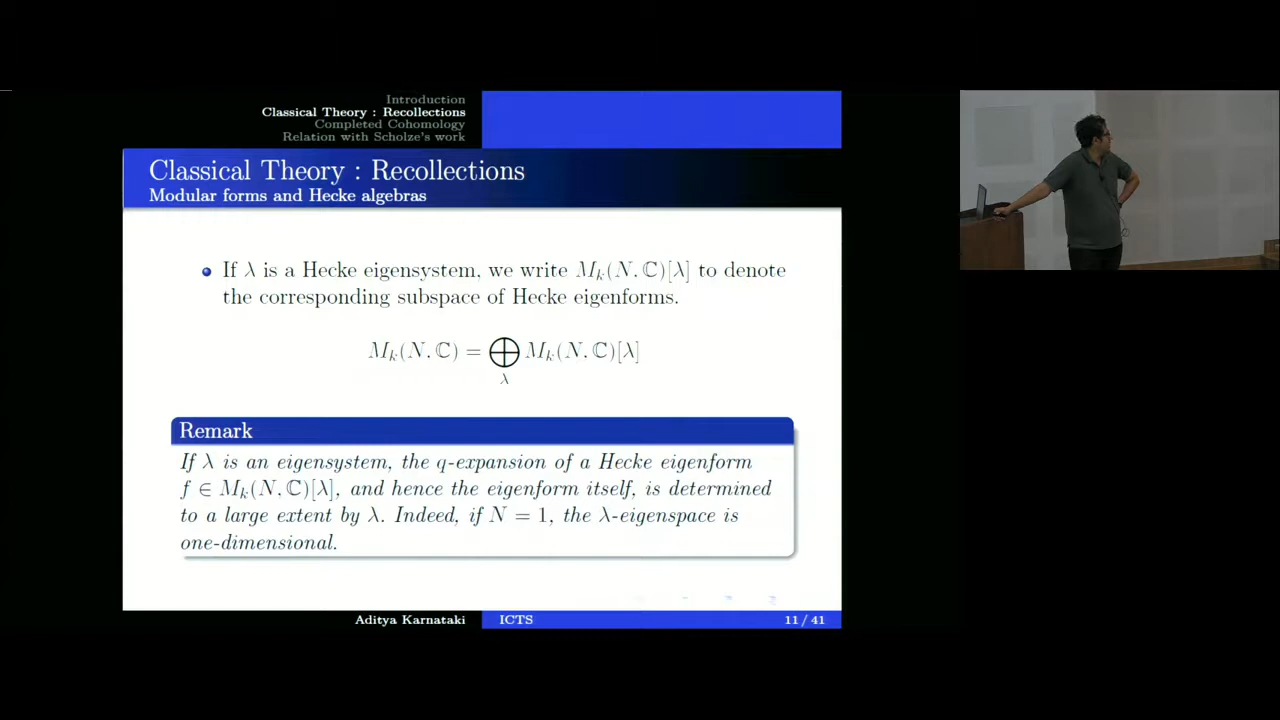 Introduction
Classical Theory : Recollections
Completed Cohomology
Relation with Scholze's work
Classical Theory : Recollections
Modular forms and Hecke algebras
If λ is a Hecke eigensystem, we write M_k(N, ℂ)[λ] to denote
the corresponding subspace of Hecke eigenforms.
M_k(N, ℂ) = ⨁_λ M_k(N, ℂ)[λ]
Remark
If λ is an eigensystem, the q-expansion of a Hecke eigenform
f ∈ M_k(N, ℂ)[λ], and hence the eigenform itself, is determined
to a large extent by λ. Indeed, if N = 1, the λ-eigenspace is
one-dimensional.
Aditya Karnataki ICTS 11 / 41